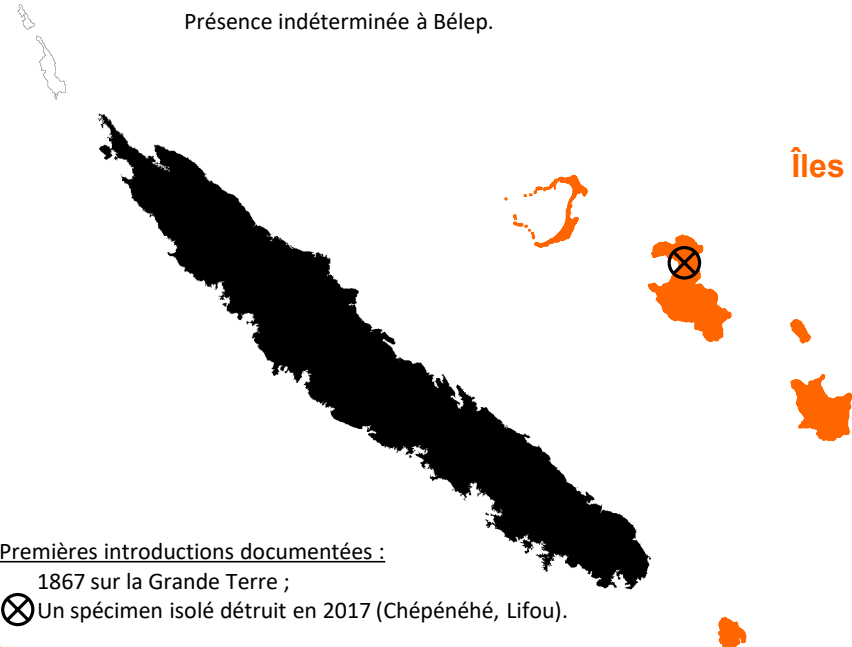 Présence indéterminée à Bélep.
Îles
Premières introductions documentées :
1867 sur la Grande Terre ;
Un spécimen isolé détruit en 2017 (Chépénéhé, Lifou).